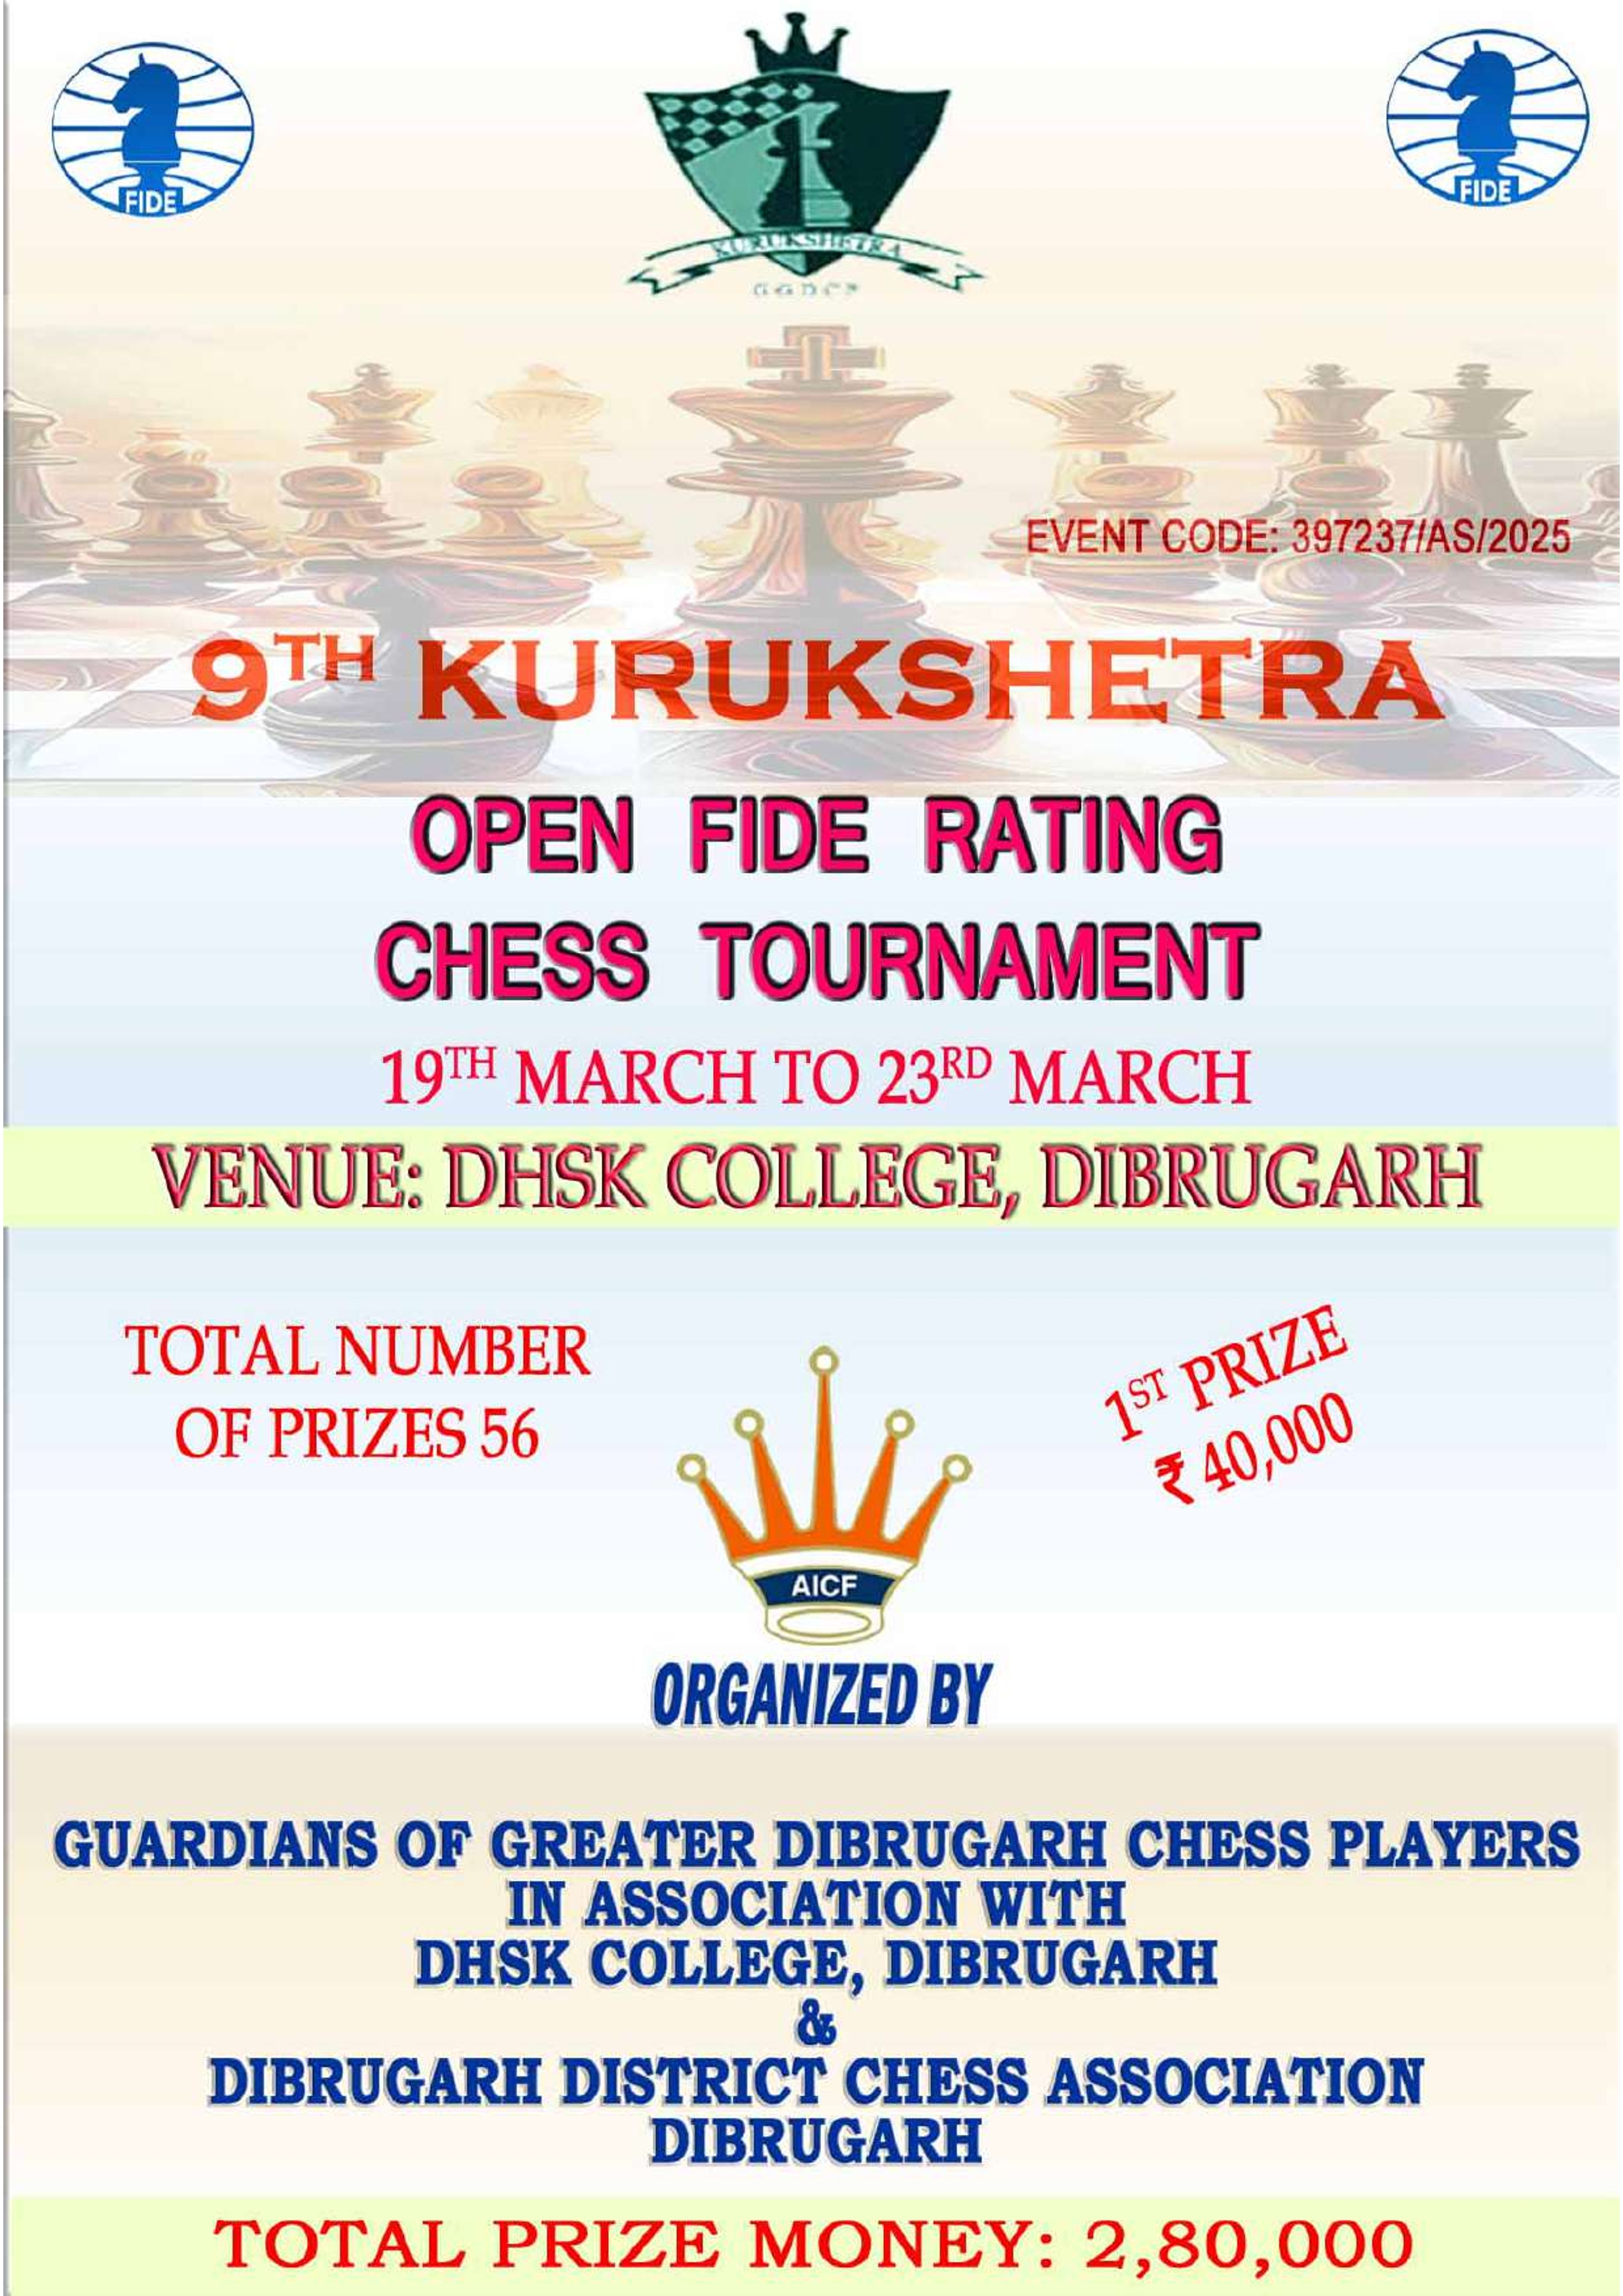 FIDE
FIDE
KURUKSHETRA
GGDCP
EVENT CODE: 397237/AS/2025
9TH KURUKSHETRA
OPEN FIDE RATING
CHESS TOURNAMENT
19TH MARCH TO 23RD MARCH
VENUE: DHSK COLLEGE, DIBRUGARH
TOTAL NUMBER
OF PRIZES 56
1ST PRIZE
₹ 40,000
AICF
ORGANIZED BY
GUARDIANS OF GREATER DIBRUGARH CHESS PLAYERS
IN ASSOCIATION WITH
DHSK COLLEGE, DIBRUGARH
&
DIBRUGARH DISTRICT CHESS ASSOCIATION
DIBRUGARH
TOTAL PRIZE MONEY: 2,80,000